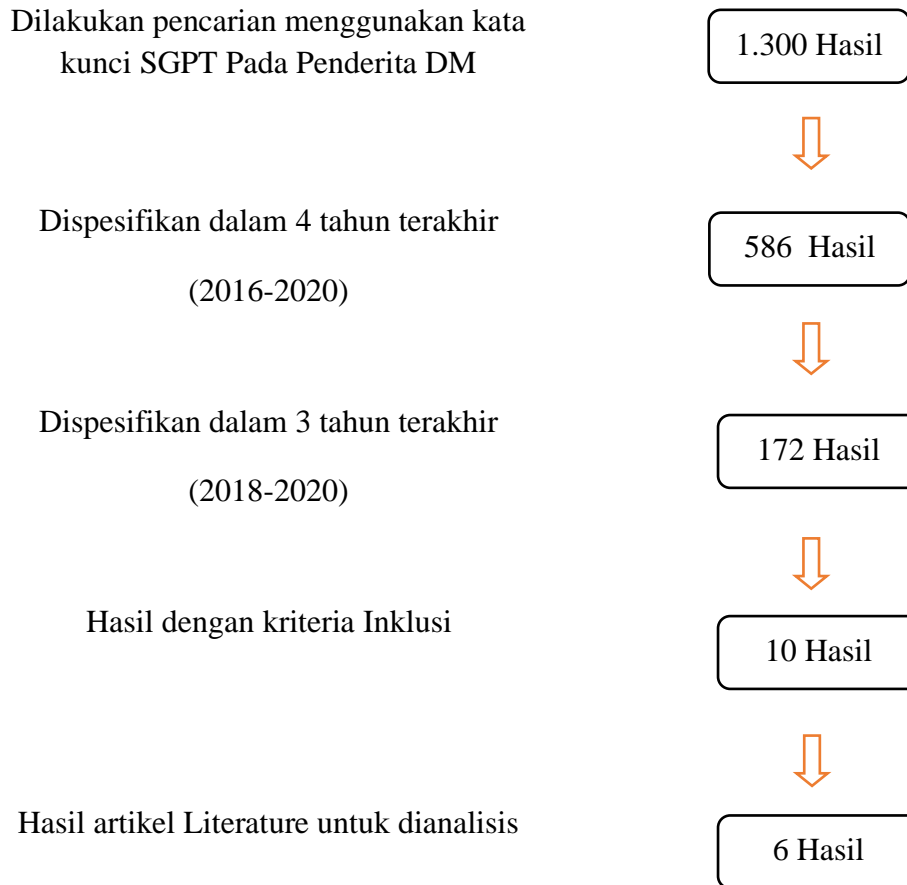 Dilakukan pencarian menggunakan kata
kunci SGPT Pada Penderita DM
1.300 Hasil
Dispesifikan dalam 4 tahun terakhir
(2016-2020)
586 Hasil
Dispesifikan dalam 3 tahun terakhir
(2018-2020)
172 Hasil
Hasil dengan kriteria Inklusi
10 Hasil
Hasil artikel Literature untuk dianalisis
6 Hasil